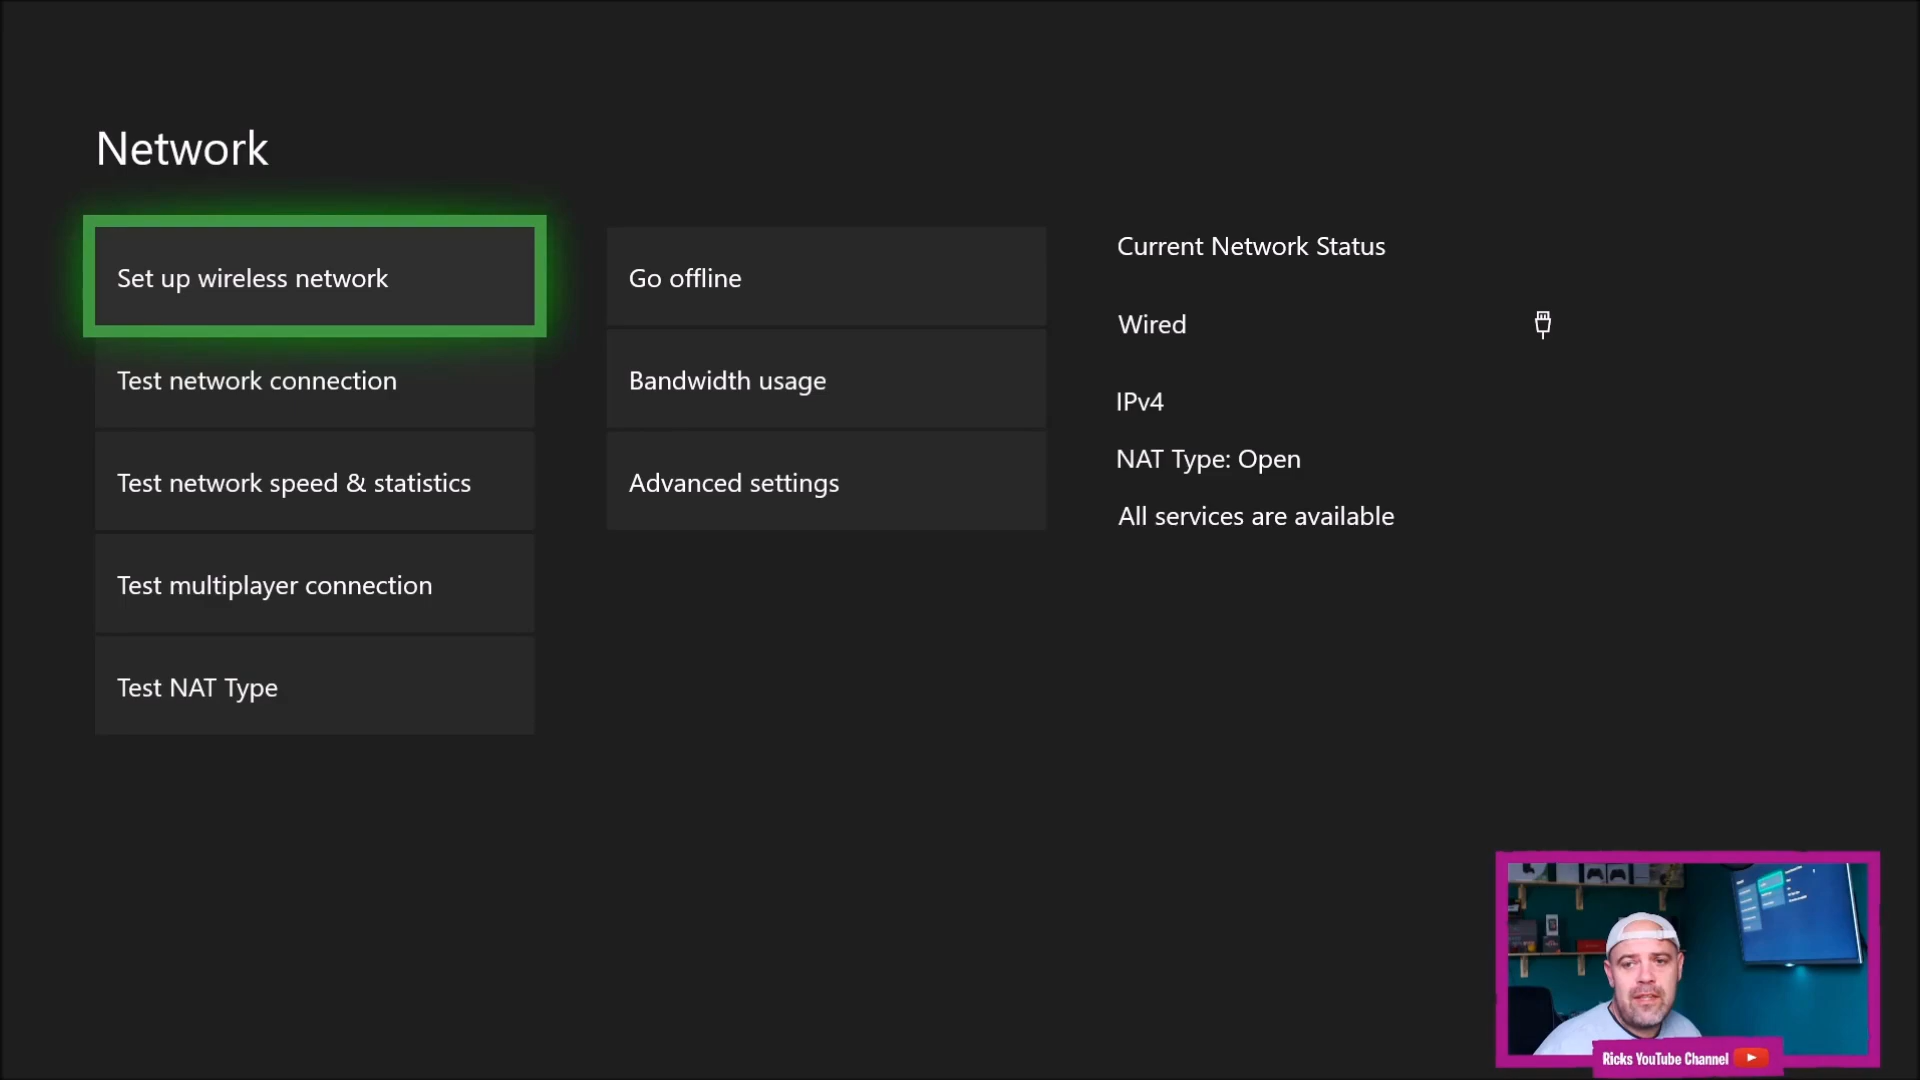 Network
Set up wireless network
Test network connection
Test network speed & statistics
Test multiplayer connection
Test NAT Type
Go offline
Bandwidth usage
Advanced settings
Current Network Status
Wired
IPv4
NAT Type: Open
All services are available
Ricks YouTube Channel